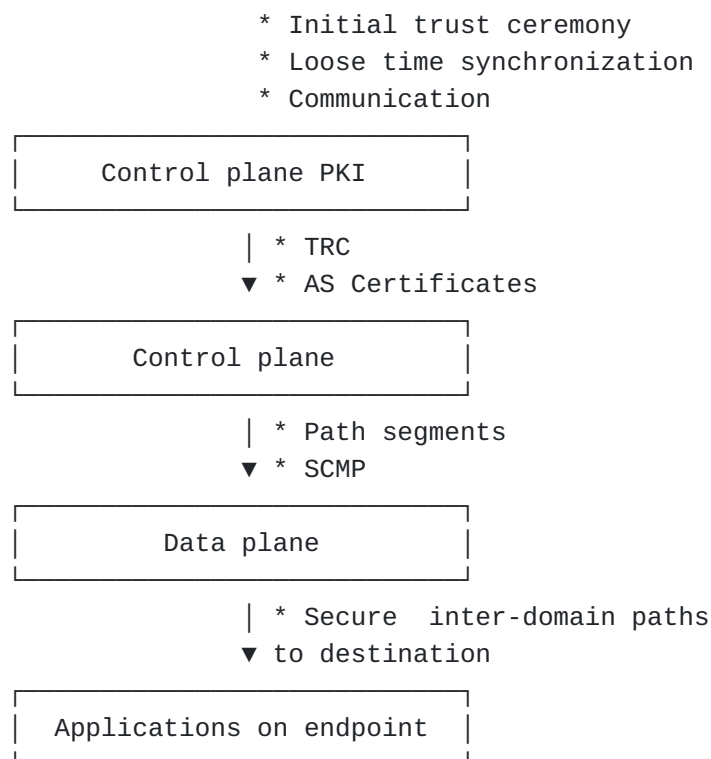 * Initial trust ceremony
* Loose time synchronization
* Communication
Control plane PKI
* TRC
* AS Certificates
Control plane
* Path segments
* SCMP
Data plane
* Secure  inter-domain paths
to destination
Applications on endpoint